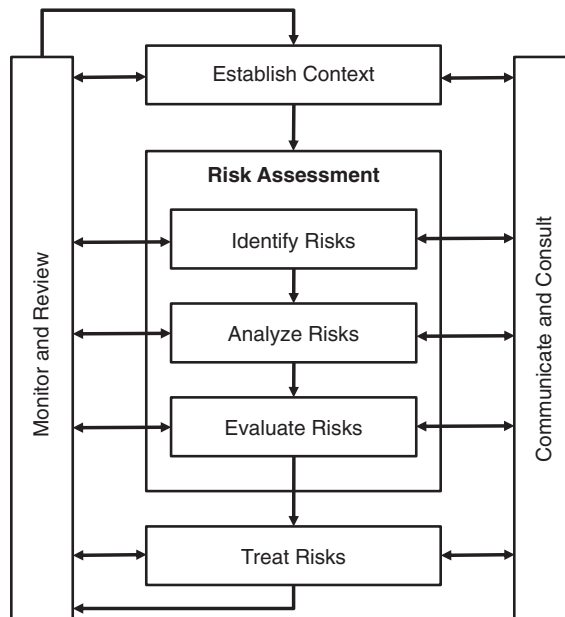 Establish Context
Risk Assessment
Identify Risks
Analyze Risks
Evaluate Risks
Treat Risks
Monitor and Review
Communicate and Consult